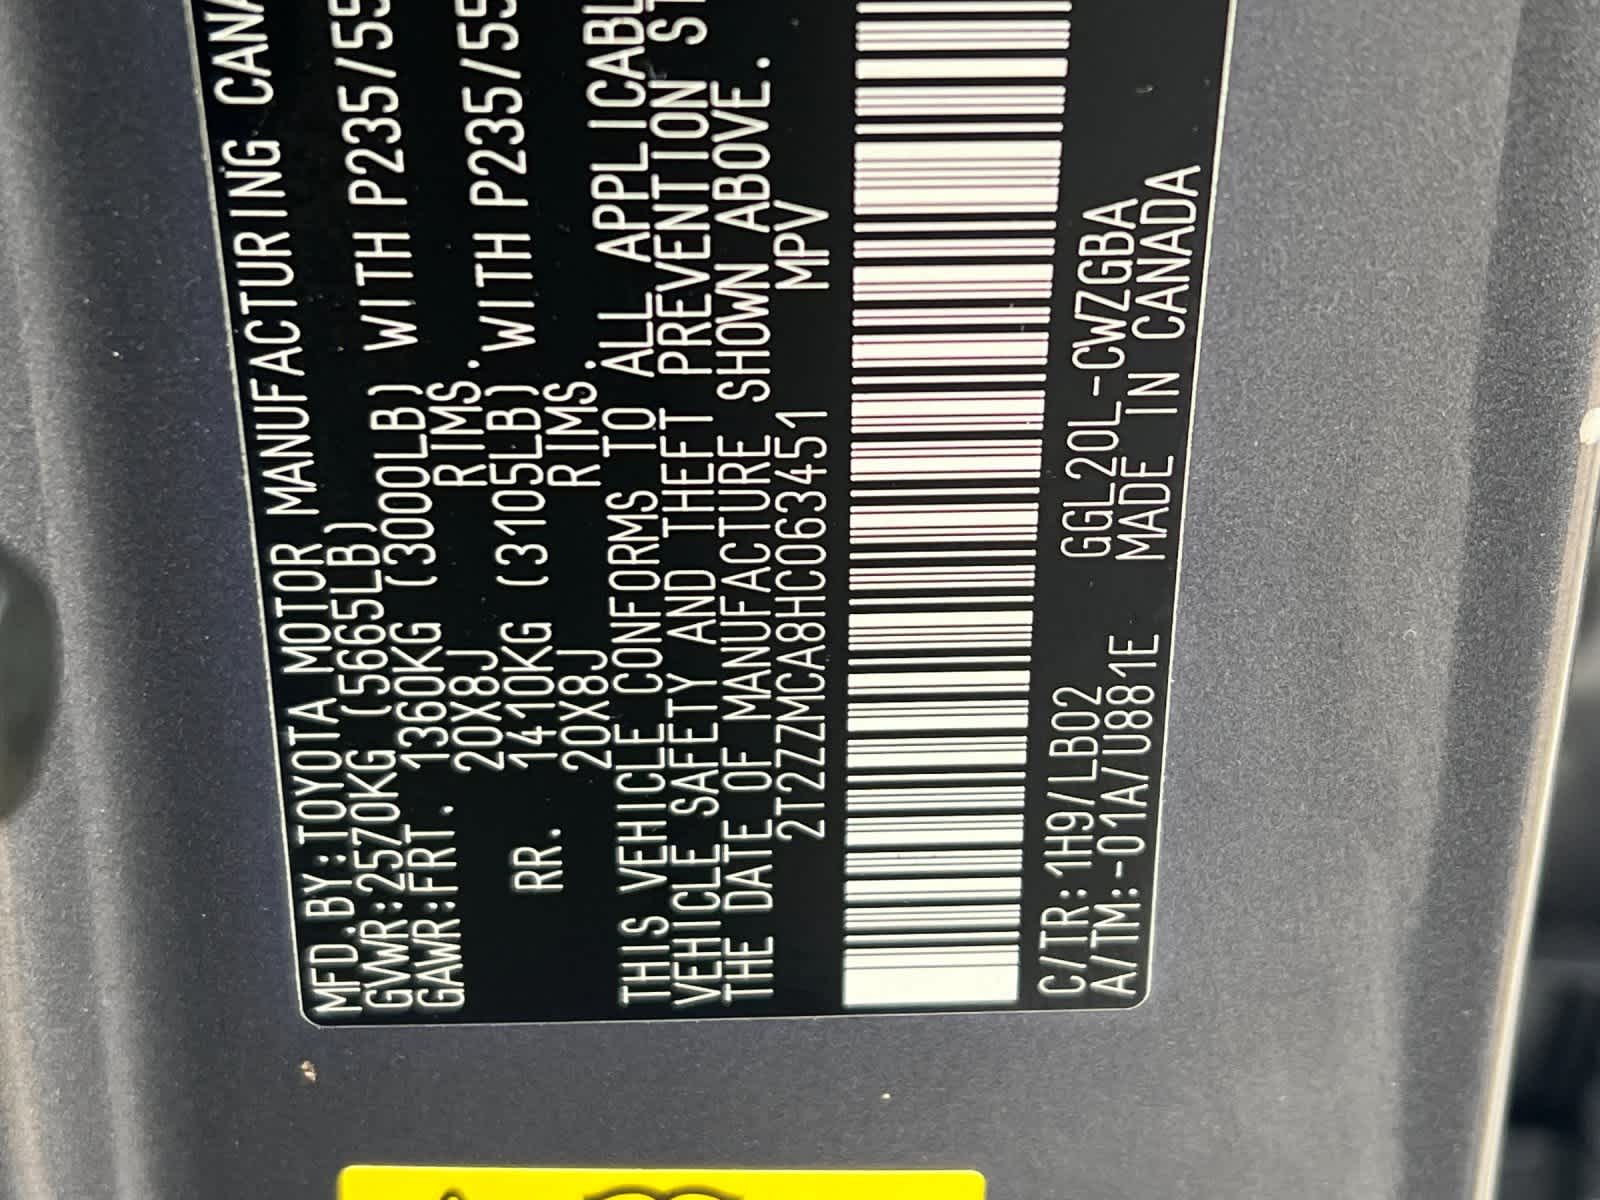 MFD.BY:TOYOTA MOTOR MANUFACTURING CANA
GVWR:2570KG (5665LB)
GAWR:FRT. 1360KG (3000LB) WITH P235/55
20X8J RIMS.
RR. 1410KG (3105LB) WITH P235/55
20X8J RIMS.
THIS VEHICLE CONFORMS TO ALL APPLICABL
VEHICLE SAFETY AND THEFT PREVENTION ST
THE DATE OF MANUFACTURE SHOWN ABOVE.
2T2ZZMCA8HC063451 MPV
C/TR:1H9/LB02 GGL20L-CWZGBA
A/TM:-01A/U881E MADE IN CANADA